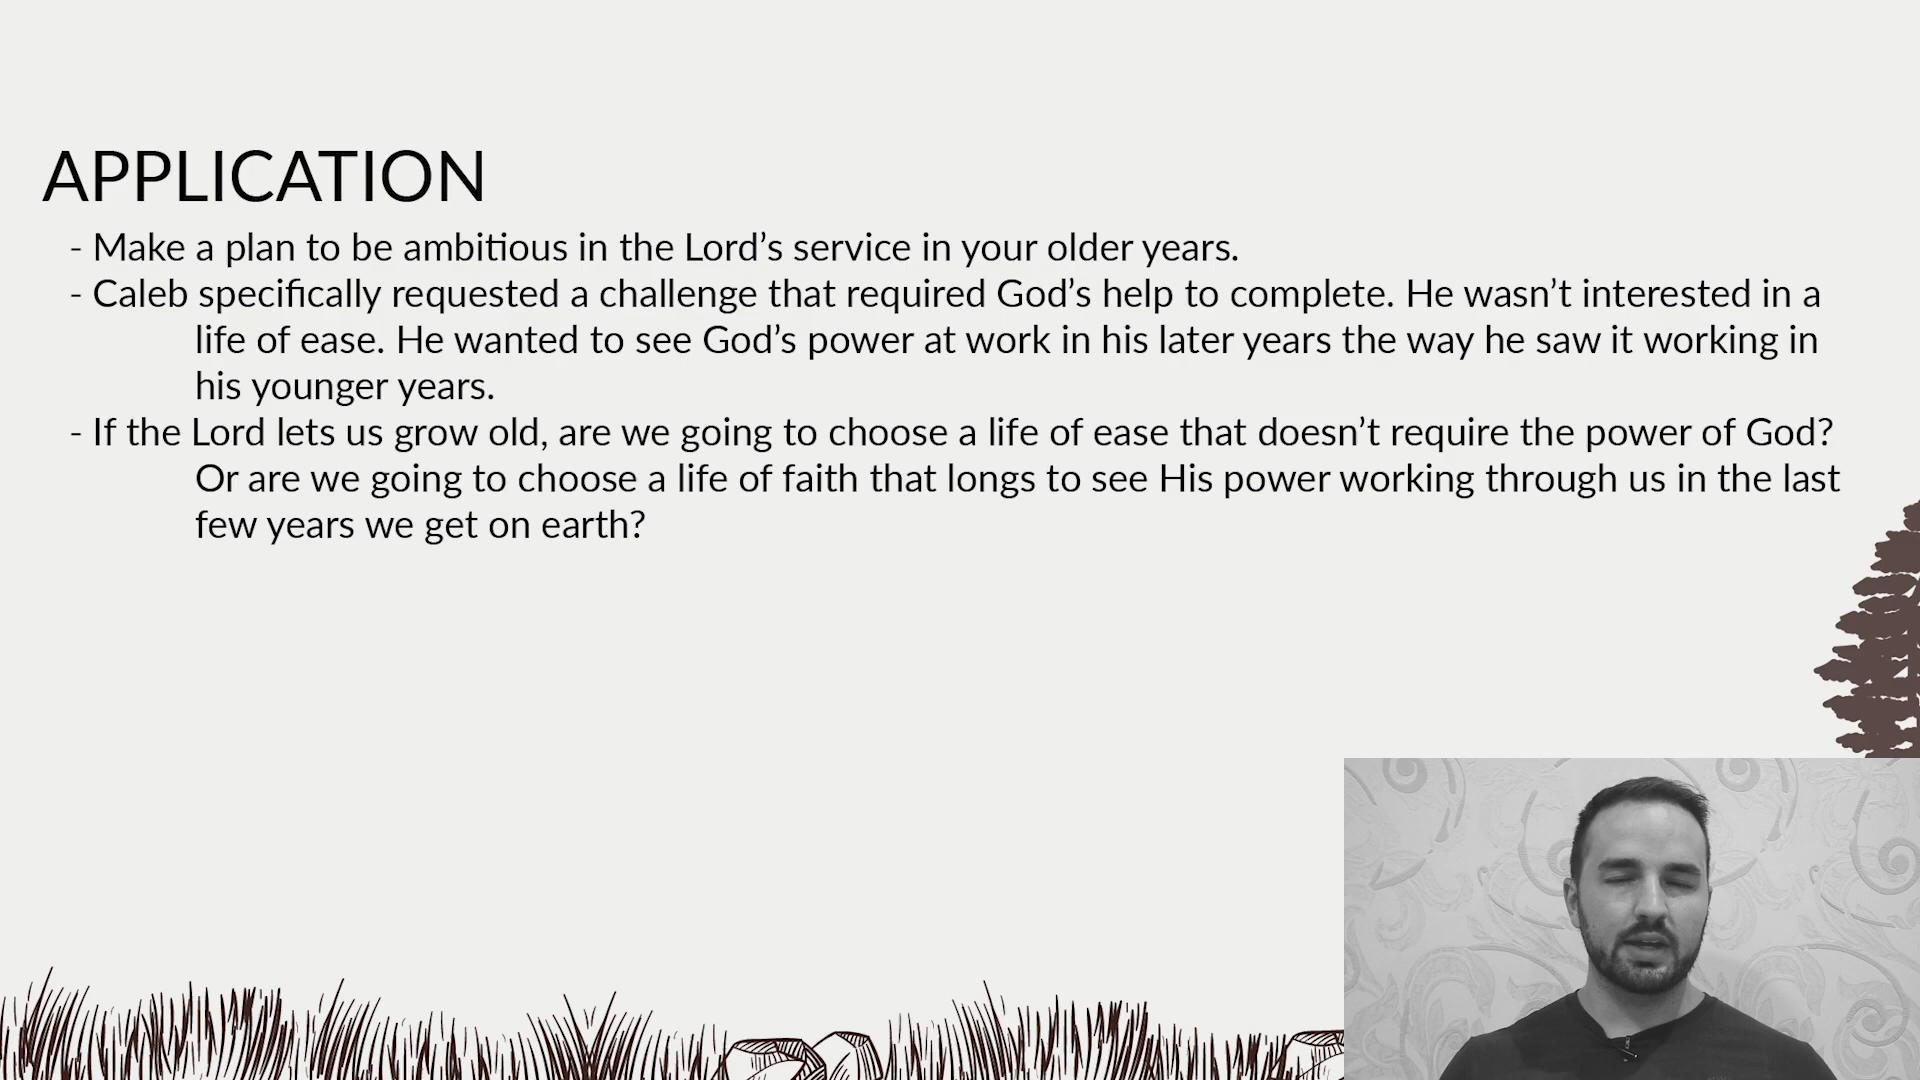 APPLICATION
- Make a plan to be ambitious in the Lord’s service in your older years.
- Caleb specifically requested a challenge that required God’s help to complete. He wasn’t interested in a
life of ease. He wanted to see God’s power at work in his later years the way he saw it working in
his younger years.
- If the Lord lets us grow old, are we going to choose a life of ease that doesn’t require the power of God?
Or are we going to choose a life of faith that longs to see His power working through us in the last
few years we get on earth?